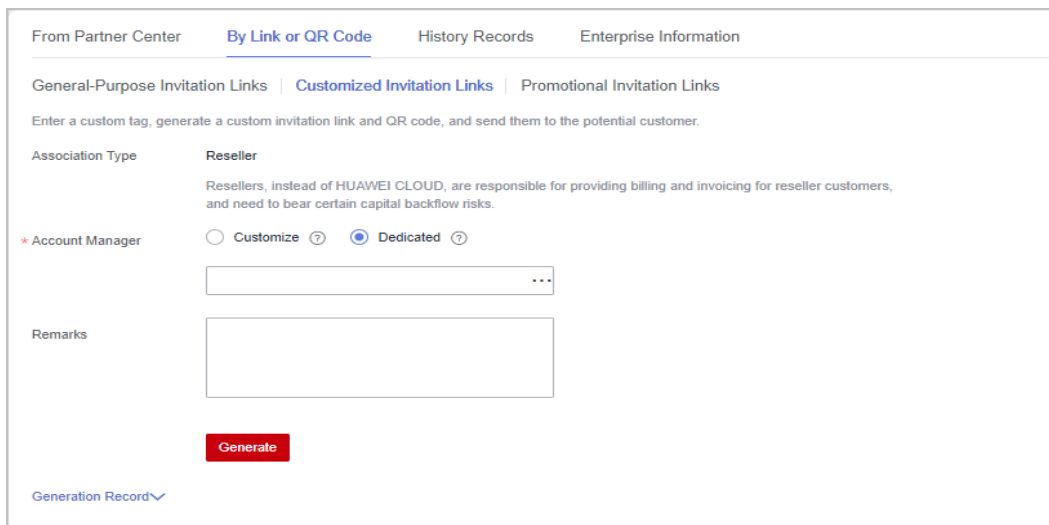 From Partner Center By Link or QR Code History Records Enterprise Information
General-Purpose Invitation Links Customized Invitation Links Promotional Invitation Links
Enter a custom tag, generate a custom invitation link and QR code, and send them to the potential customer.
Association Type Reseller
Resellers, instead of HUAWEI CLOUD, are responsible for providing billing and invoicing for reseller customers,
and need to bear certain capital backflow risks.
* Account Manager Customize ? Dedicated ?
...
Remarks
Generate
Generation Record